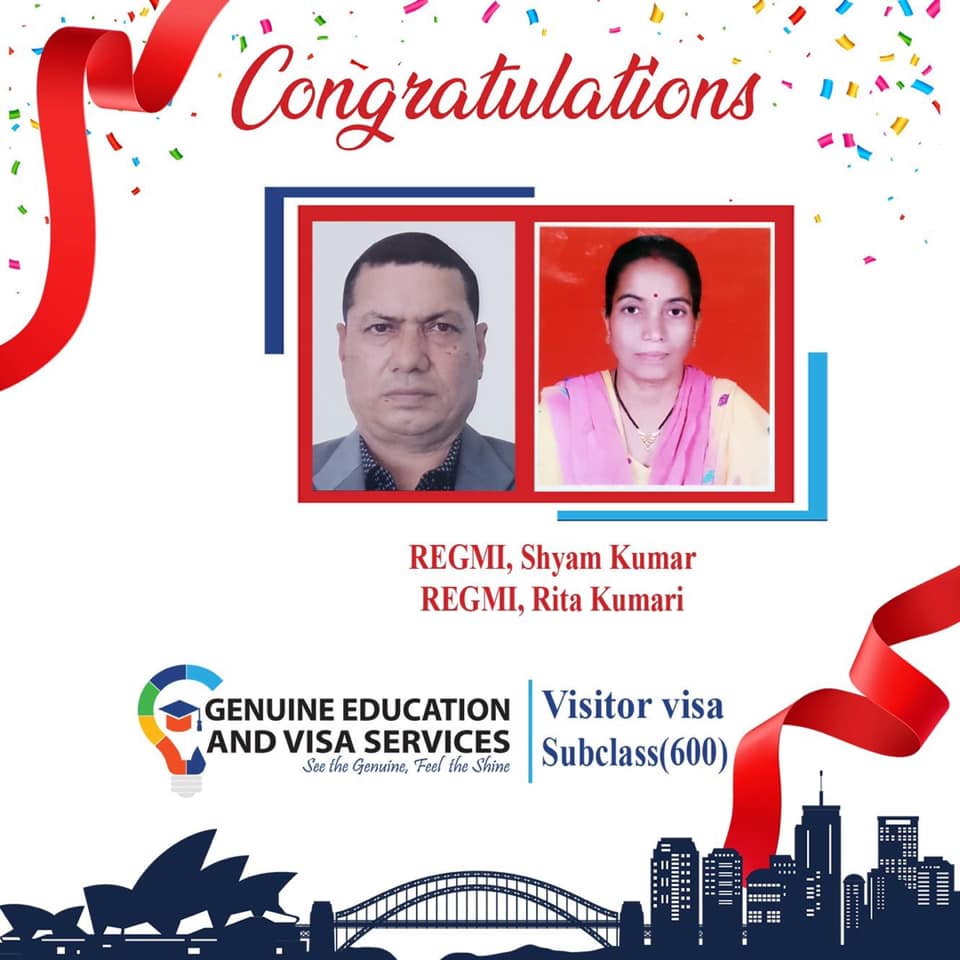 Congratulations
REGMI, Shyam Kumar
REGMI, Rita Kumari
GENUINE EDUCATION
AND VISA SERVICES
See the Genuine, Feel the Shine
Visitor visa
Subclass(600)